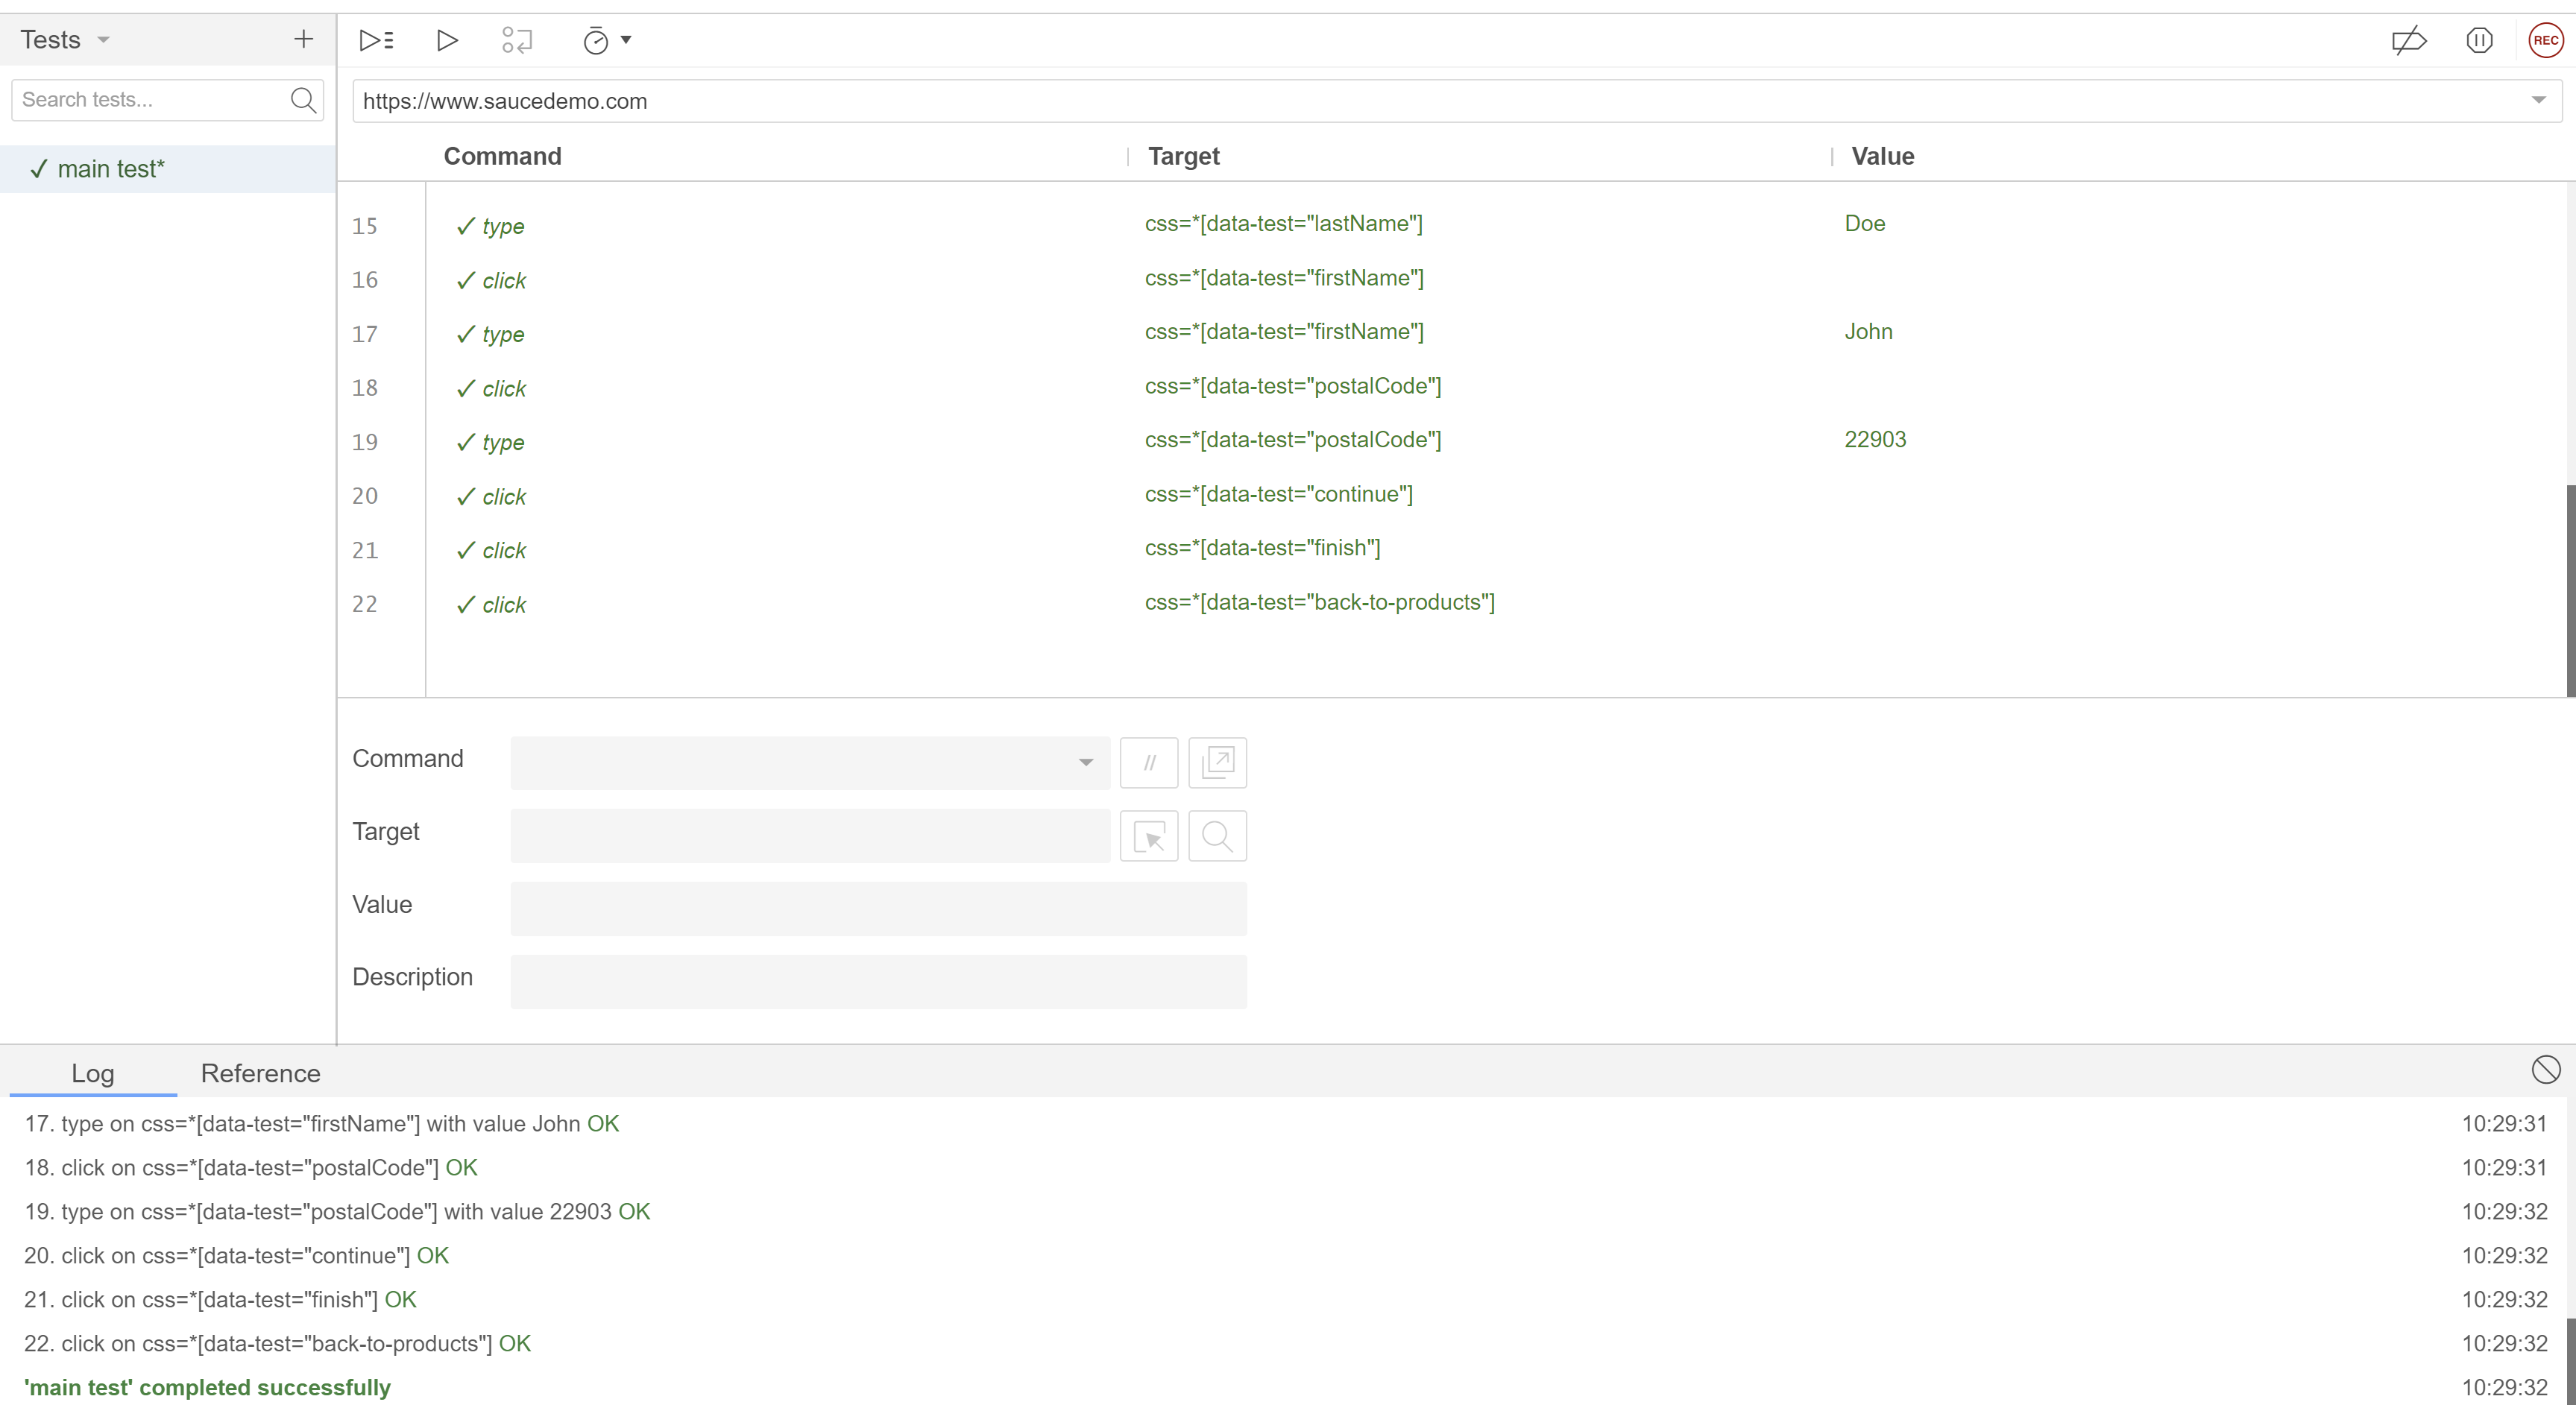 Tests
Search tests...
✓ main test*
REC
https://www.saucedemo.com
Command Target Value
15 ✓ type css=*[data-test="lastName"] Doe
16 ✓ click css=*[data-test="firstName"]
17 ✓ type css=*[data-test="firstName"] John
18 ✓ click css=*[data-test="postalCode"]
19 ✓ type css=*[data-test="postalCode"] 22903
20 ✓ click css=*[data-test="continue"]
21 ✓ click css=*[data-test="finish"]
22 ✓ click css=*[data-test="back-to-products"]
Command //
Target
Value
Description
Log Reference
17. type on css=*[data-test="firstName"] with value John OK 10:29:31
18. click on css=*[data-test="postalCode"] OK 10:29:31
19. type on css=*[data-test="postalCode"] with value 22903 OK 10:29:32
20. click on css=*[data-test="continue"] OK 10:29:32
21. click on css=*[data-test="finish"] OK 10:29:32
22. click on css=*[data-test="back-to-products"] OK 10:29:32
'main test' completed successfully 10:29:32